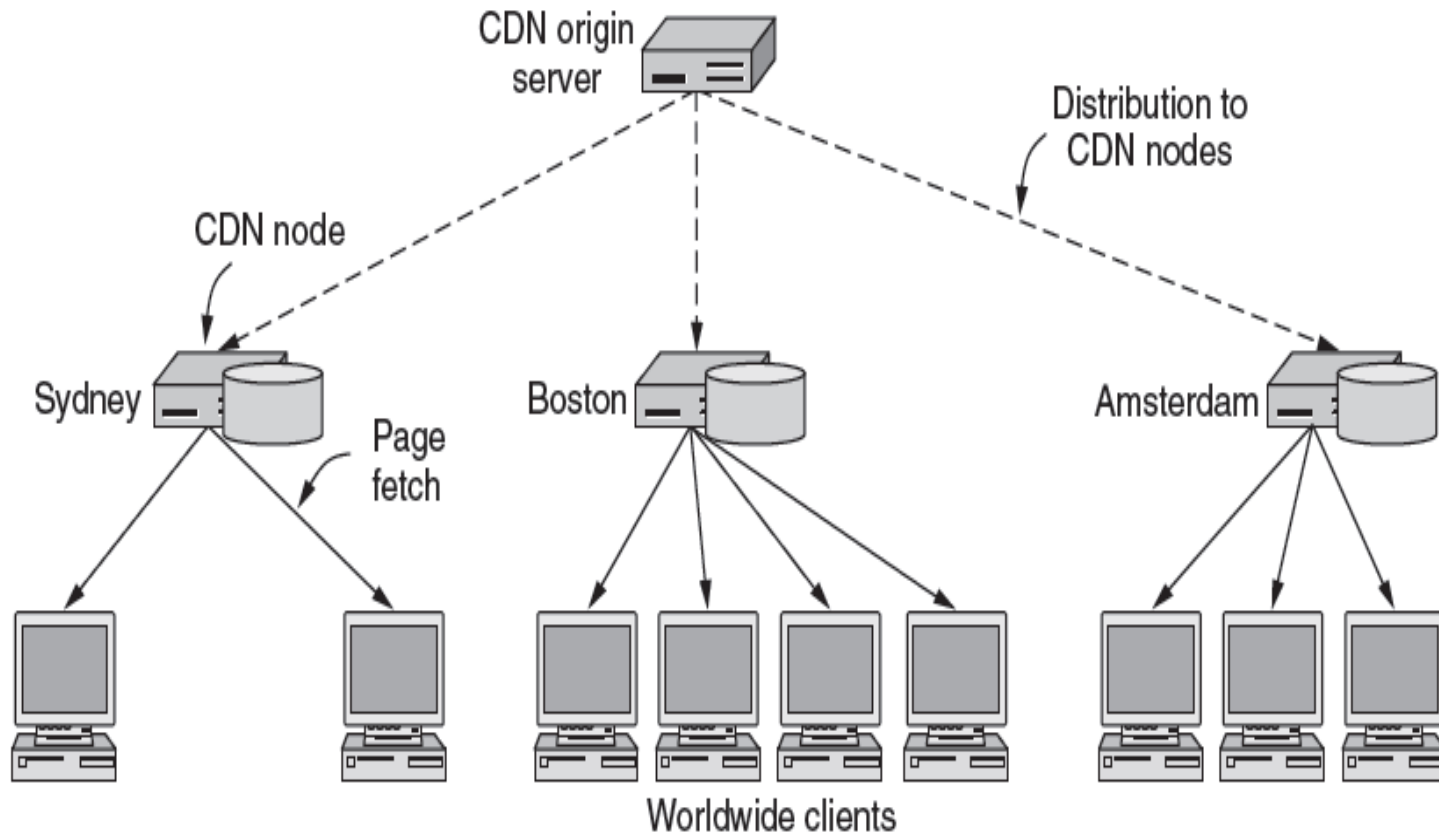 CDN origin
server
Distribution to
CDN nodes
CDN node
Sydney
Boston
Amsterdam
Page
fetch
Worldwide clients